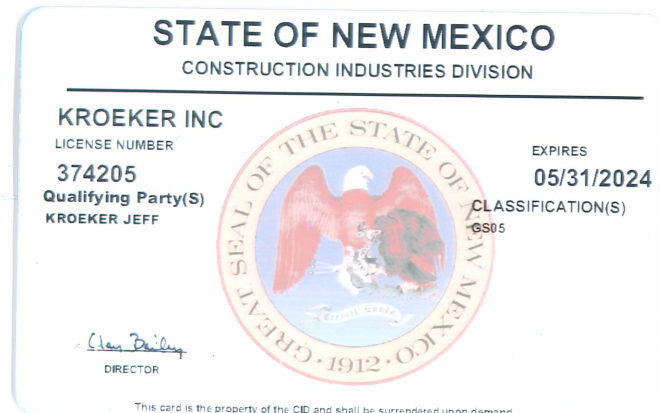 STATE OF NEW MEXICO
CONSTRUCTION INDUSTRIES DIVISION
KROEKER INC
LICENSE NUMBER
374205
Qualifying Party(S)
KROEKER JEFF
EXPIRES
05/31/2024
CLASSIFICATION(S)
GS05
GREAT SEAL OF THE STATE OF NEW MEXICO
·1912·
Clay Bailey
DIRECTOR
This card is the property of the CID and shall be surrendered upon demand